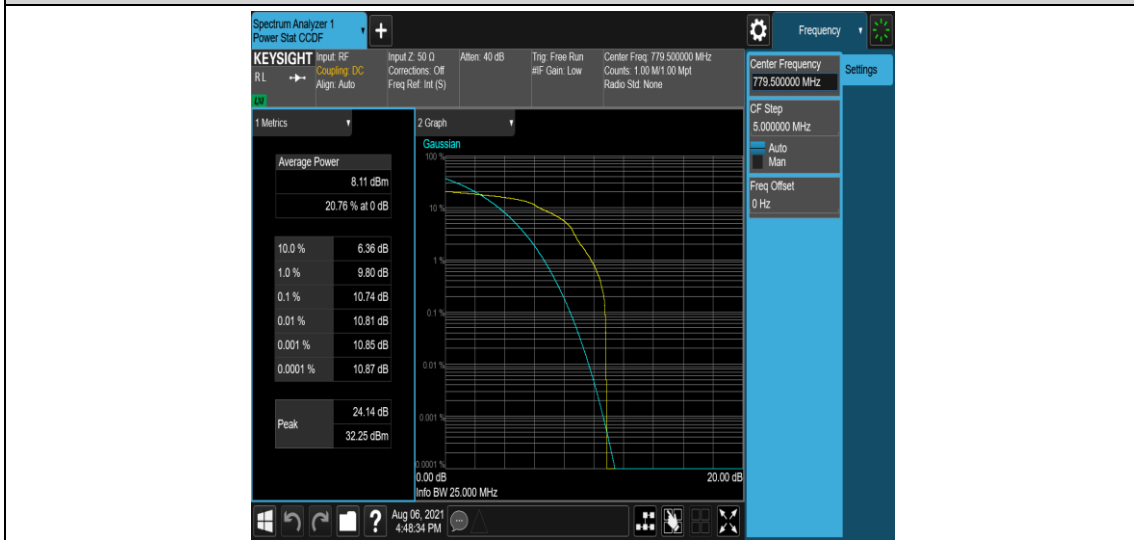 Spectrum Analyzer 1
Power Stat CCDF
+
Frequency
KEYSIGHT
RL
LXI
Input: RF
Coupling: DC
Align: Auto
Input Z: 50 Ω
Corrections: Off
Freq Ref: Int (S)
Atten: 40 dB
Trig: Free Run
#IF Gain: Low
Center Freq: 779.500000 MHz
Counts: 1.00 M/1.00 Mpt
Radio Std: None
Center Frequency
779.500000 MHz
Settings
CF Step
5.000000 MHz
Auto
Man
Freq Offset
0 Hz
1 Metrics
Average Power
8.11 dBm
20.76 % at 0 dB
10.0 % 6.36 dB
1.0 % 9.80 dB
0.1 % 10.74 dB
0.01 % 10.81 dB
0.001 % 10.85 dB
0.0001 % 10.87 dB
Peak
24.14 dB
32.25 dBm
2 Graph
Gaussian
100 %
10 %
1 %
0.1 %
0.01 %
0.001 %
0.0001 %
0.00 dB 20.00 dB
Info BW 25.000 MHz
?
Aug 06, 2021
4:48:34 PM